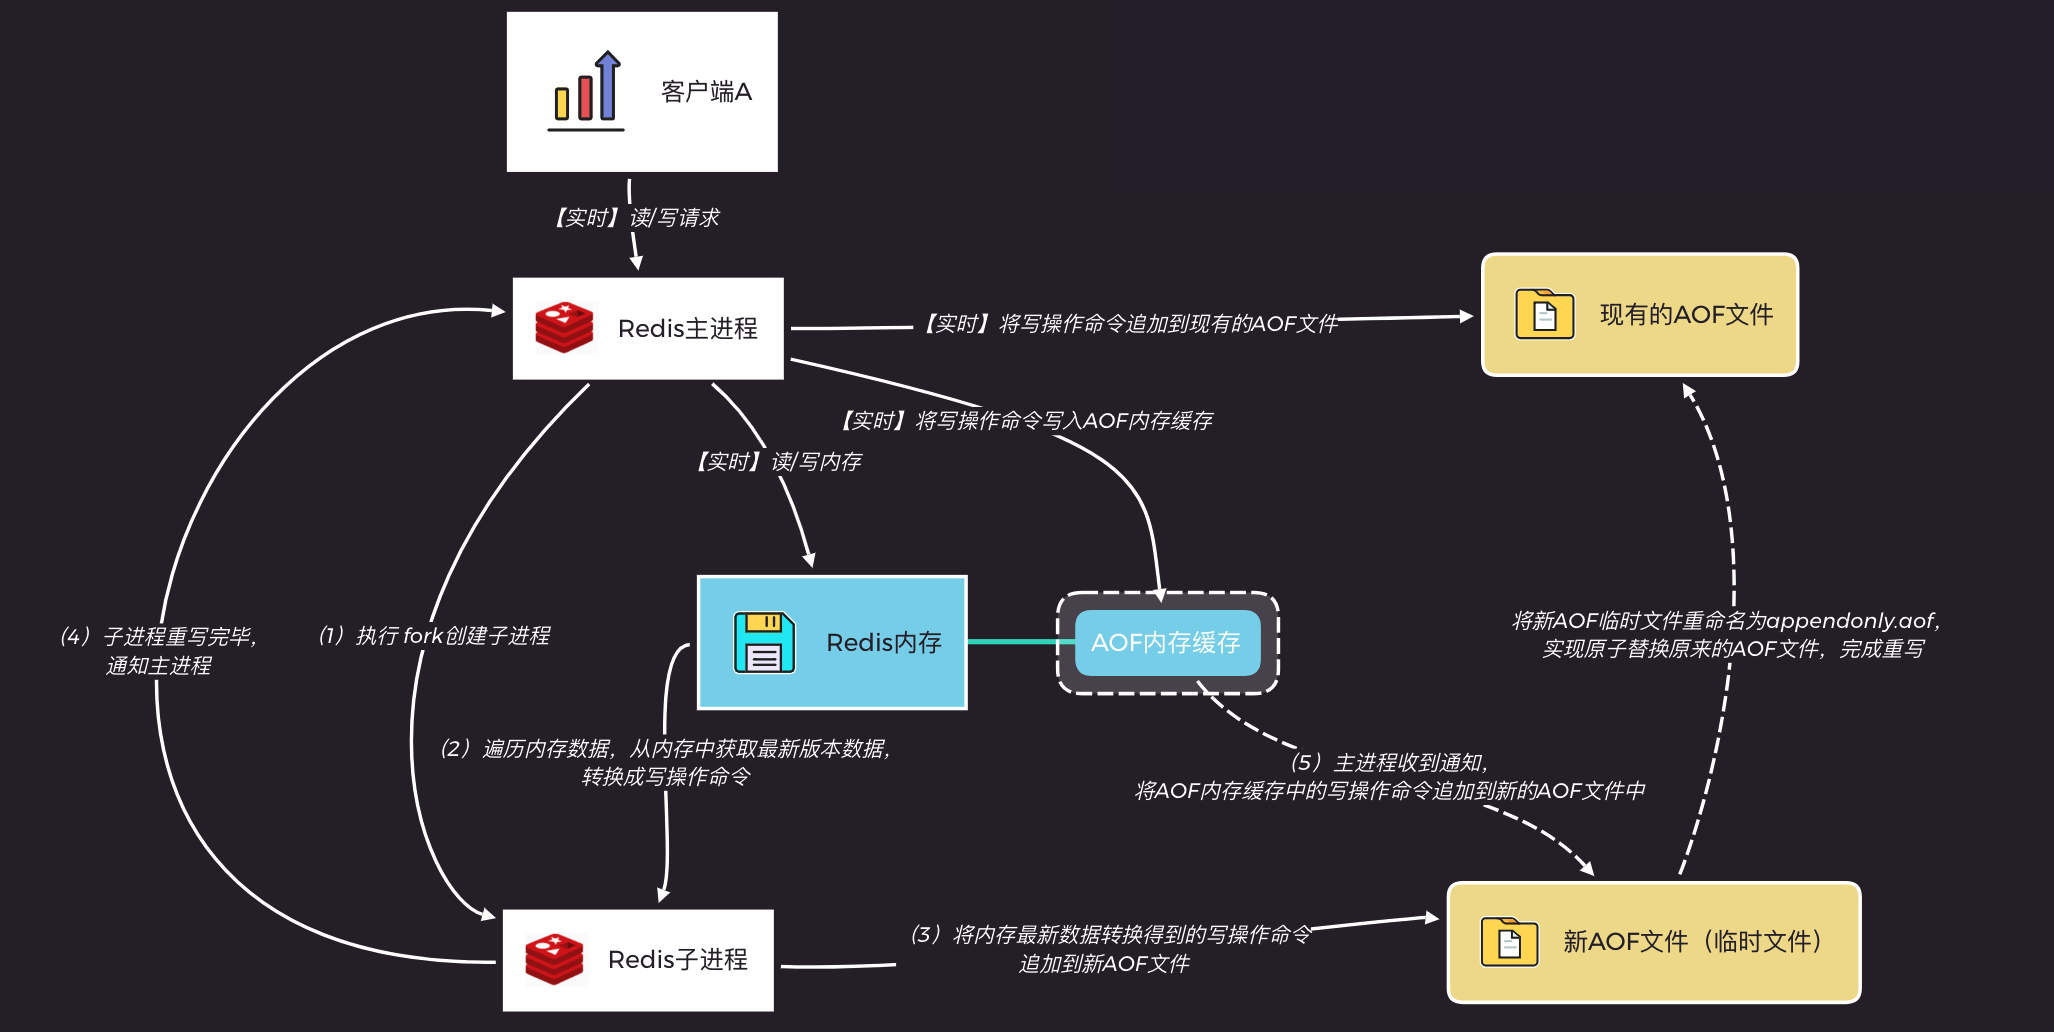 客户端A
【实时】读/写请求
Redis主进程
【实时】将写操作命令追加到现有的AOF文件
现有的AOF文件
【实时】将写操作命令写入AOF内存缓存
【实时】读/写内存
（4）子进程重写完毕，
通知主进程
（1）执行 fork创建子进程
Redis内存
AOF内存缓存
将新AOF临时文件重命名为appendonly.aof，
实现原子替换原来的AOF文件，完成重写
（2）遍历内存数据，从内存中获取最新版本数据，
转换成写操作命令
（5）主进程收到通知，
将AOF内存缓存中的写操作命令追加到新的AOF文件中
Redis子进程
（3）将内存最新数据转换得到的写操作命令
追加到新AOF文件
新AOF文件（临时文件）